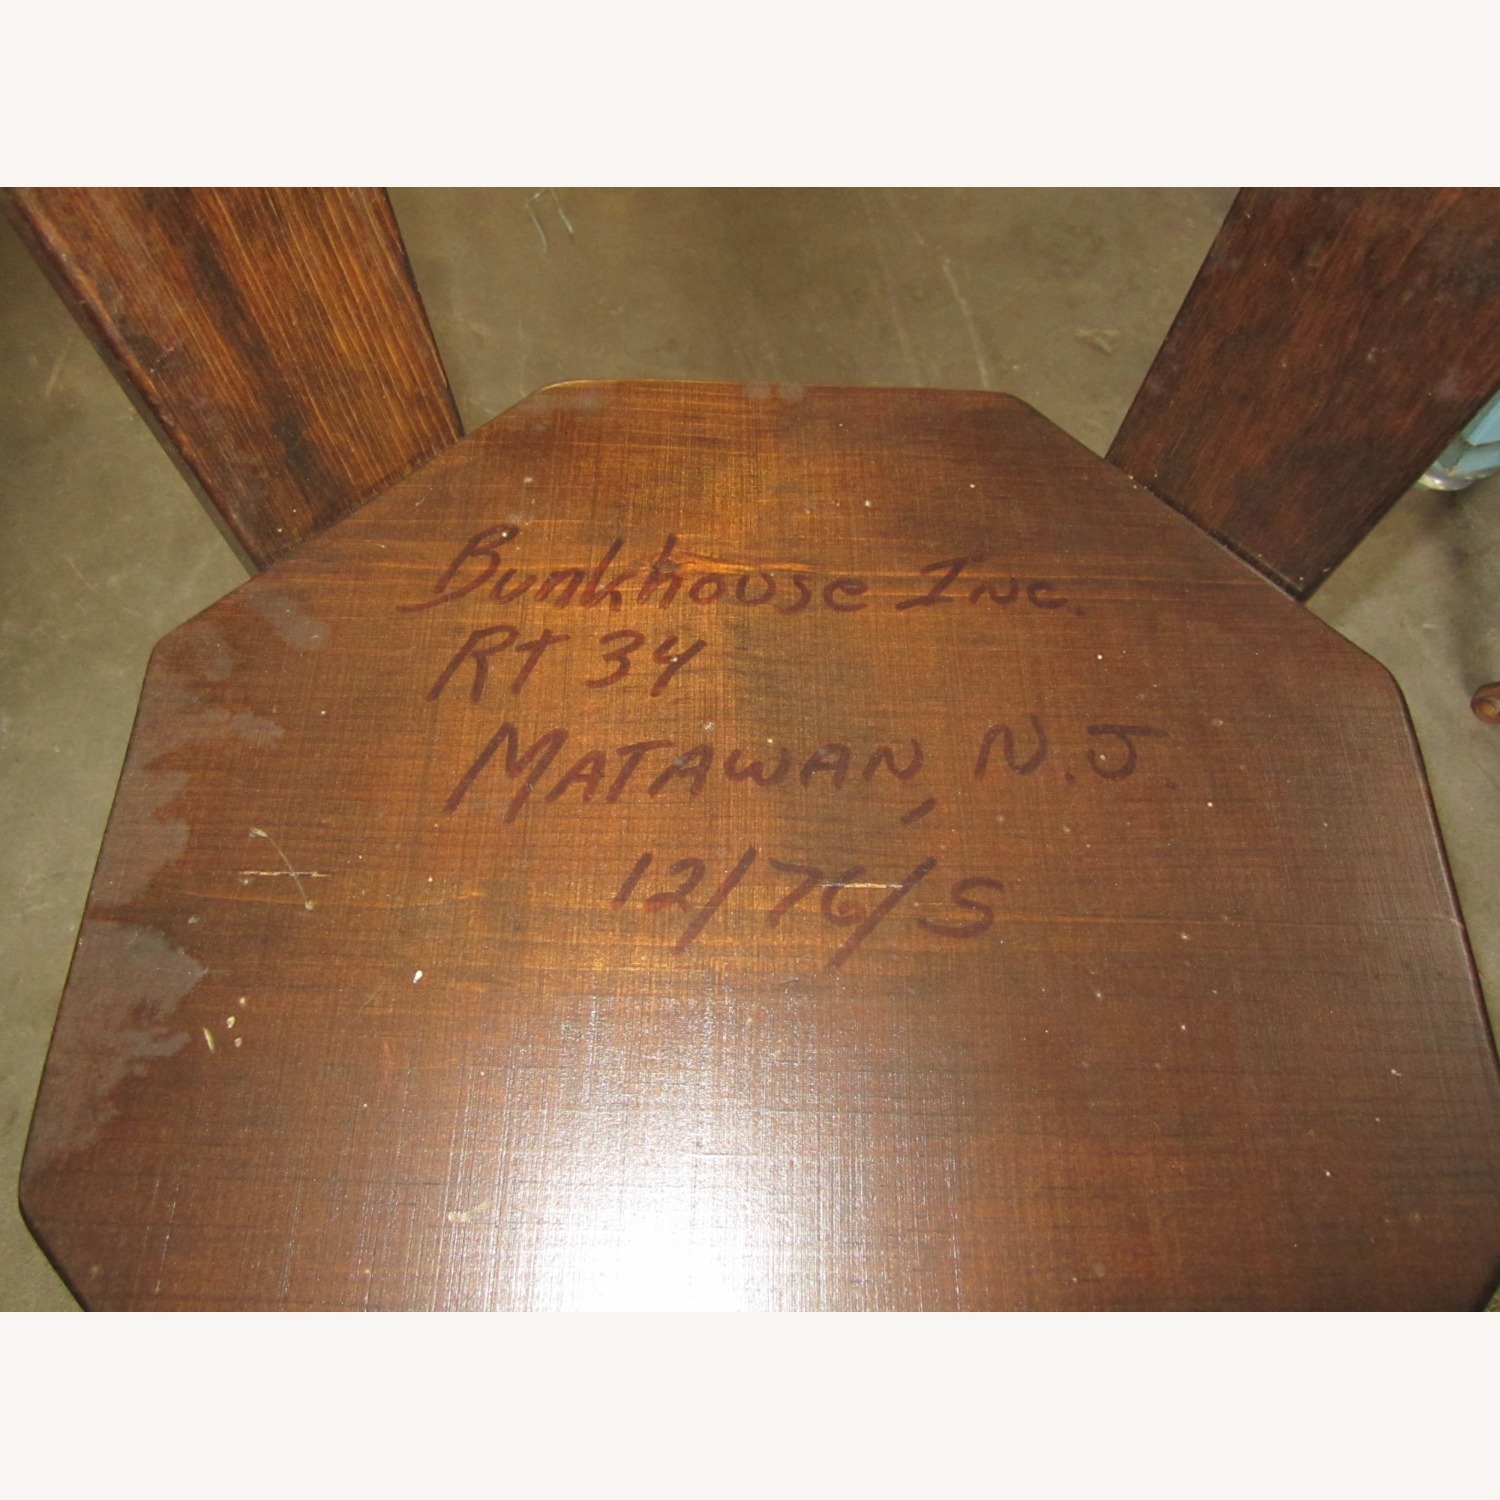 Bunkhouse Inc.
Rt 34
MATAWAN, N.J.
12/76/S